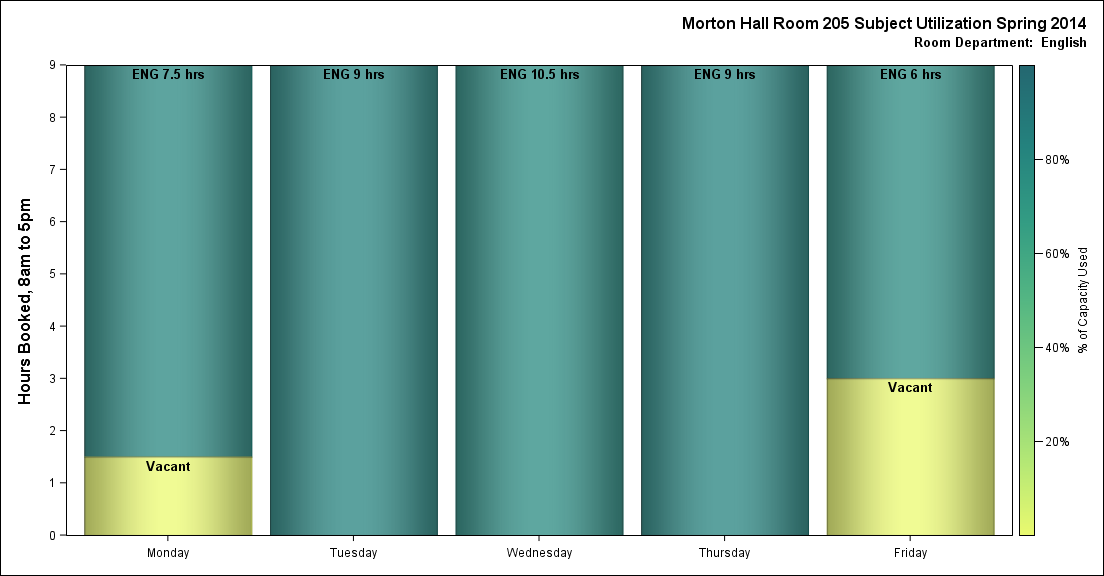 Morton Hall Room 205 Subject Utilization Spring 2014
Room Department:  English
Hours Booked, 8am to 5pm
9
8
7
6
5
4
3
2
1
0
ENG 7.5 hrs
ENG 9 hrs
ENG 10.5 hrs
ENG 9 hrs
ENG 6 hrs
Vacant
Vacant
Monday
Tuesday
Wednesday
Thursday
Friday
80%
60%
40%
20%
% of Capacity Used